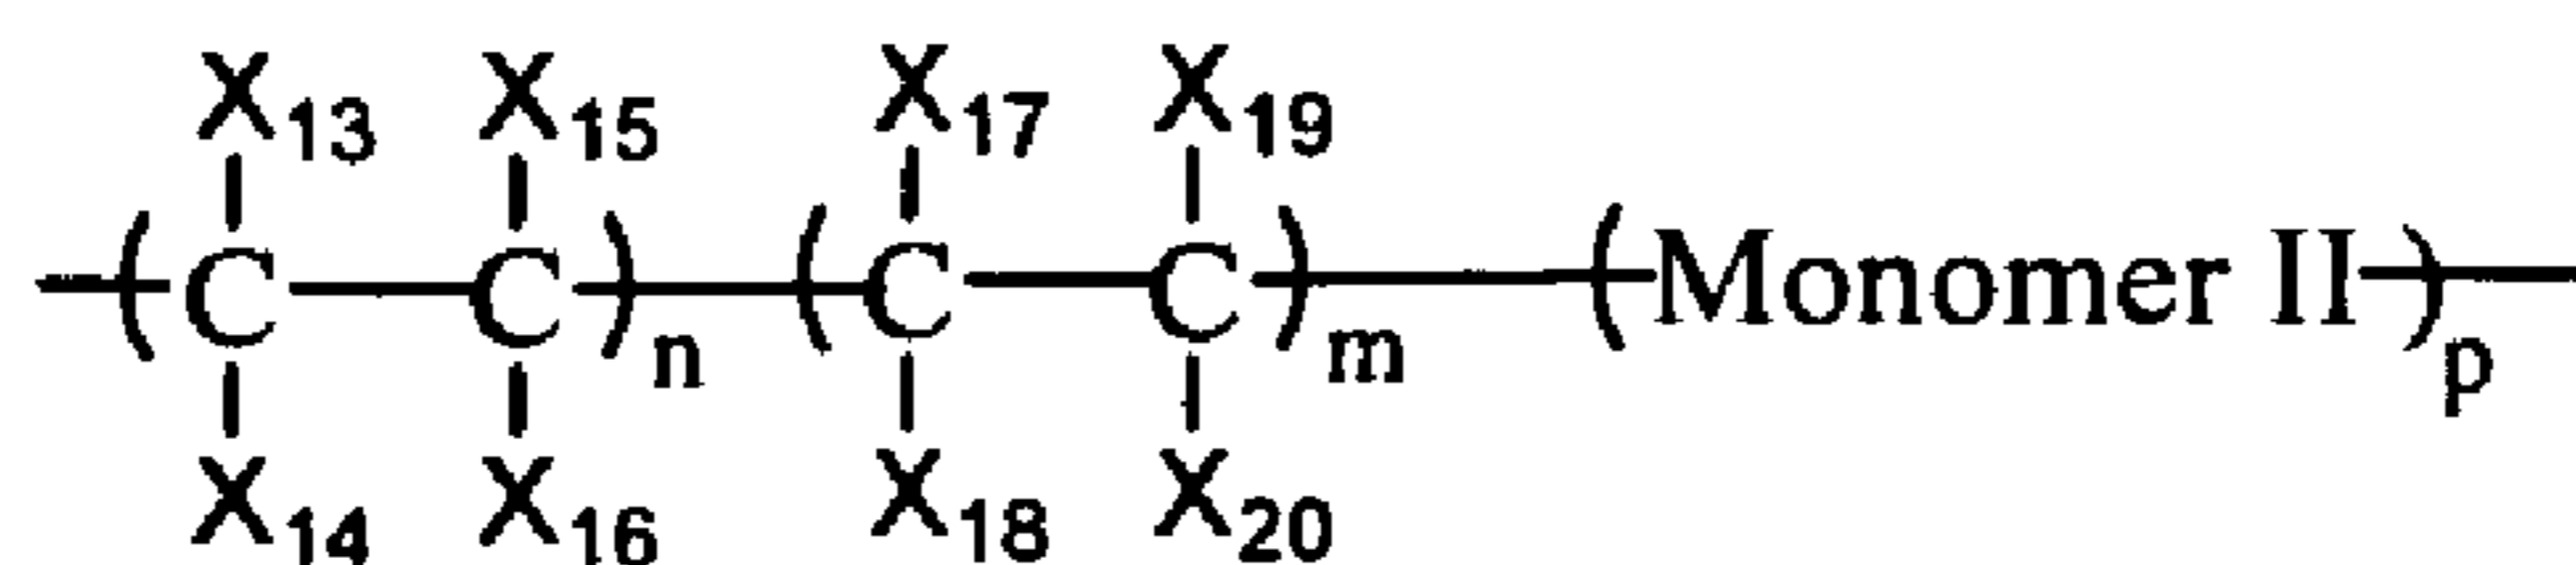 X13 X15 X17 X19
( C C )n ( C C )m ( Monomer II )p
X14 X16 X18 X20